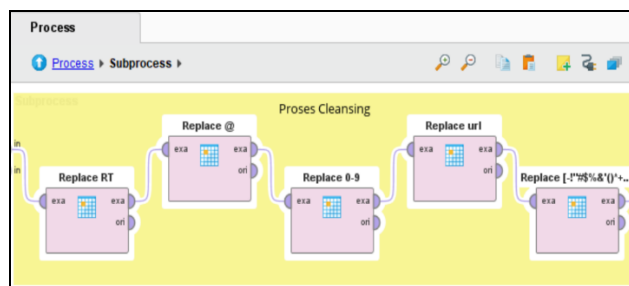 Process
Process ▸ Subprocess ▸
Subprocess
Proses Cleansing
Replace @
Replace url
in
exa exa
exa exa
in
ori
ori
Replace RT
Replace 0-9
Replace [-!"#$%&'()*+...
exa exa
exa exa
exa exa
ori
ori
ori